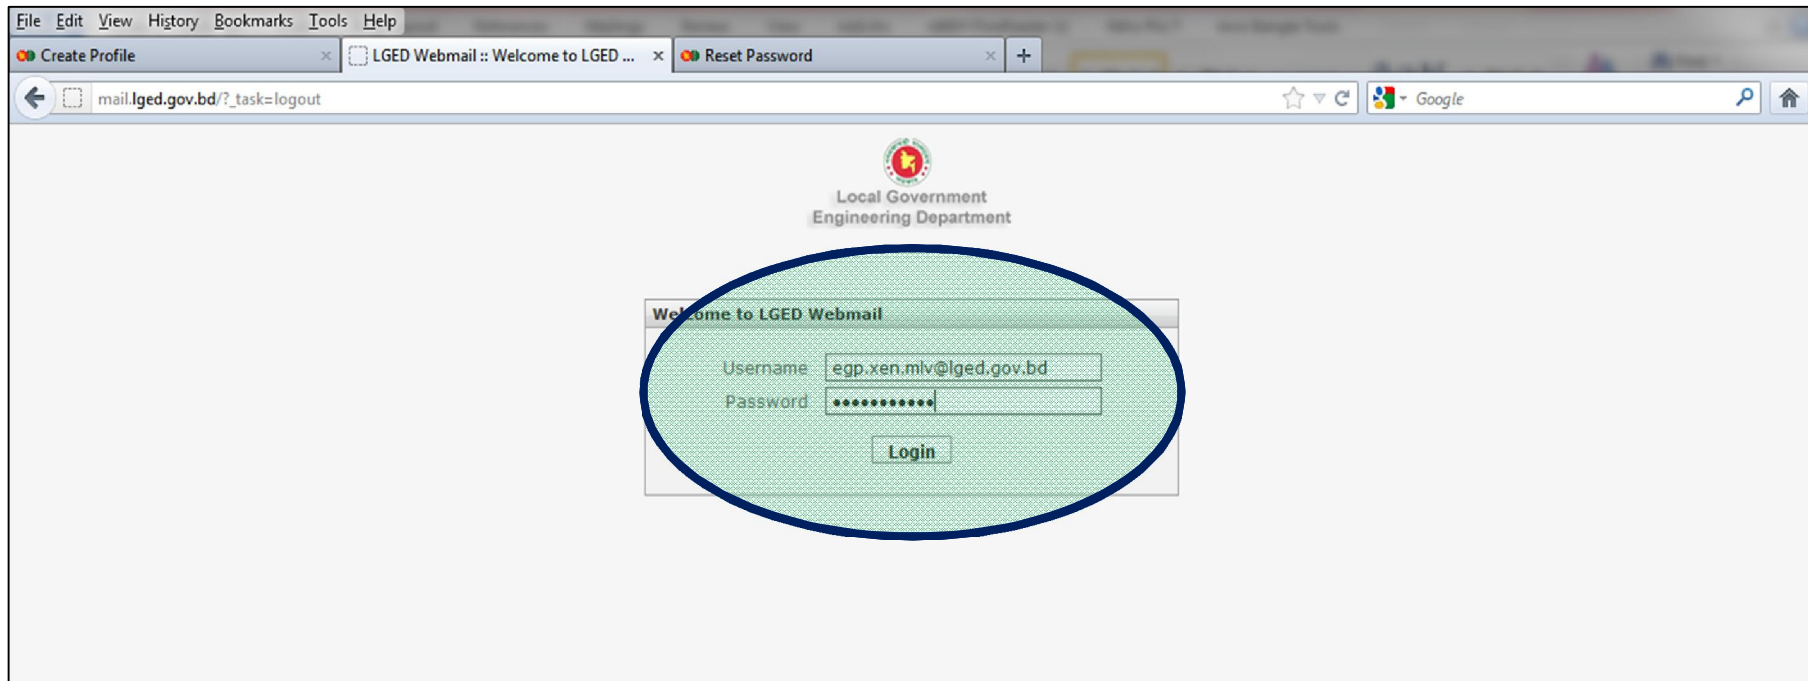 File Edit View History Bookmarks Tools Help
Create Profile
LGED Webmail :: Welcome to LGED ...
Reset Password
mail.lged.gov.bd/?_task=logout
Google
Local Government
Engineering Department
Welcome to LGED Webmail
Username egp.xen.mlv@lged.gov.bd
Password •••••••••••
Login